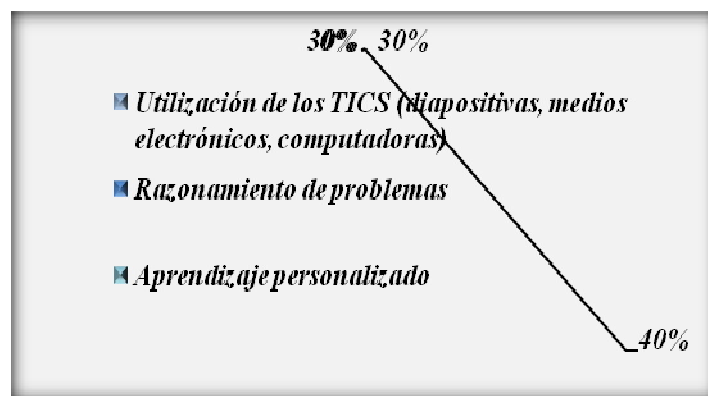 30% 30%
Utilización de los TICS (diapositivas, medios
electrónicos, computadoras)
Razonamiento de problemas
Aprendizaje personalizado
40%